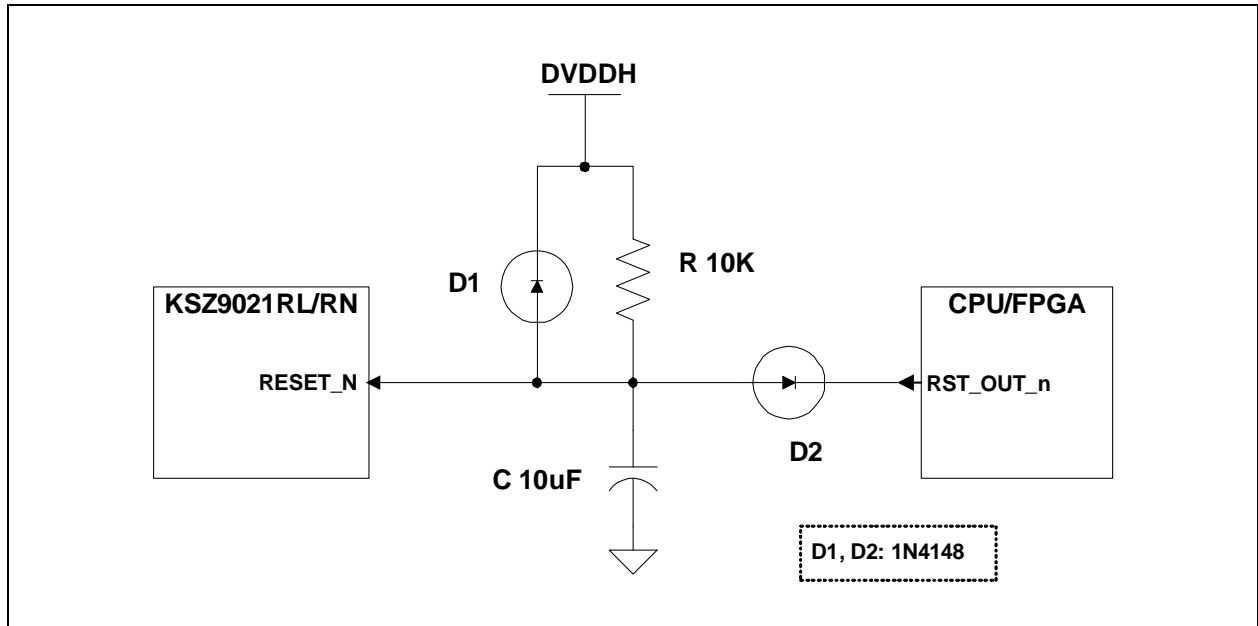 DVDDH
D1
R 10K
KSZ9021RL/RN
CPU/FPGA
RESET_N
RST_OUT_n
D2
C 10uF
D1, D2: 1N4148